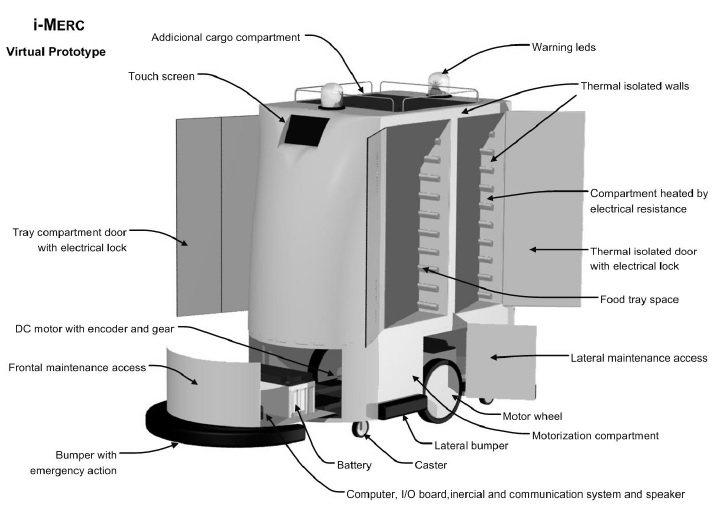 i-MERC
Virtual Prototype
Addicional cargo compartment
Warning leds
Touch screen
Thermal isolated walls
Compartment heated by
electrical resistance
Tray compartment door
with electrical lock
Thermal isolated door
with electrical lock
Food tray space
DC motor with encoder and gear
Lateral maintenance access
Frontal maintenance access
Motor wheel
Motorization compartment
Lateral bumper
Bumper with
emergency action
Battery
Caster
Computer, I/O board,inercial and communication system and speaker